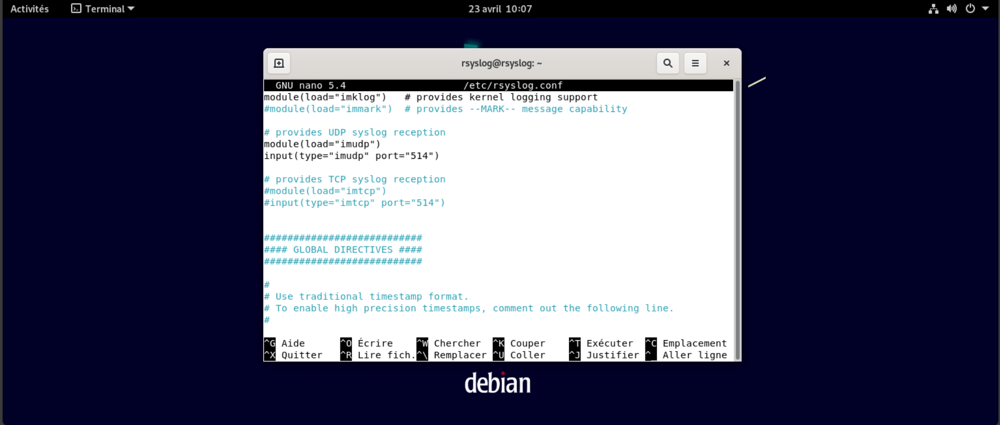 Activités Terminal 23 avril 10:07
rsyslog@rsyslog: ~
GNU nano 5.4 /etc/rsyslog.conf
module(load="imklog")   # provides kernel logging support
#module(load="immark")  # provides --MARK-- message capability
# provides UDP syslog reception
module(load="imudp")
input(type="imudp" port="514")
# provides TCP syslog reception
#module(load="imtcp")
#input(type="imtcp" port="514")
###########################
#### GLOBAL DIRECTIVES ####
###########################
#
# Use traditional timestamp format.
# To enable high precision timestamps, comment out the following line.
#
^G Aide ^O Écrire ^W Chercher ^K Couper ^T Exécuter ^C Emplacement
^X Quitter ^R Lire fich. ^\ Remplacer ^U Coller ^J Justifier ^_ Aller ligne
debian